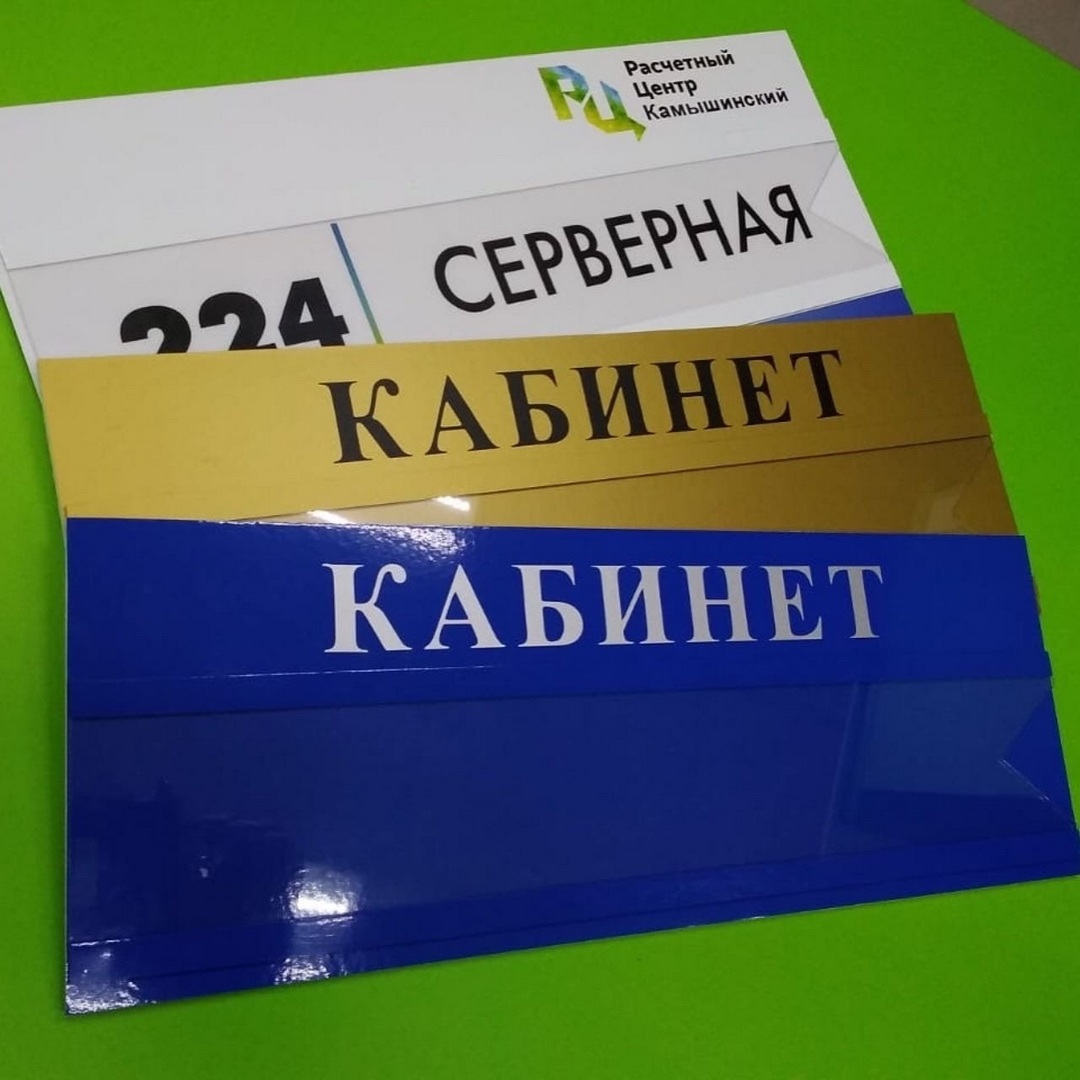 РЦ
Расчетный
Центр
Камышинский
224
СЕРВЕРНАЯ
КАБИНЕТ
КАБИНЕТ